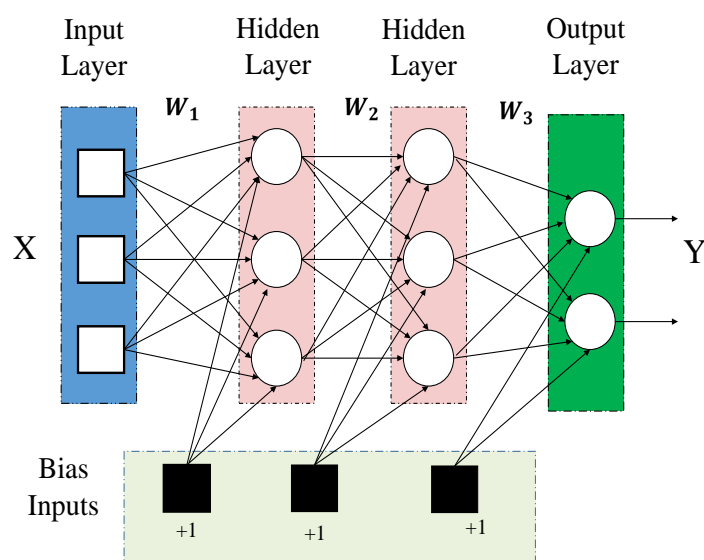 Input
Layer
Hidden
Layer
Hidden
Layer
Output
Layer
W₁
W₂
W₃
X
Y
Bias
Inputs
+1
+1
+1